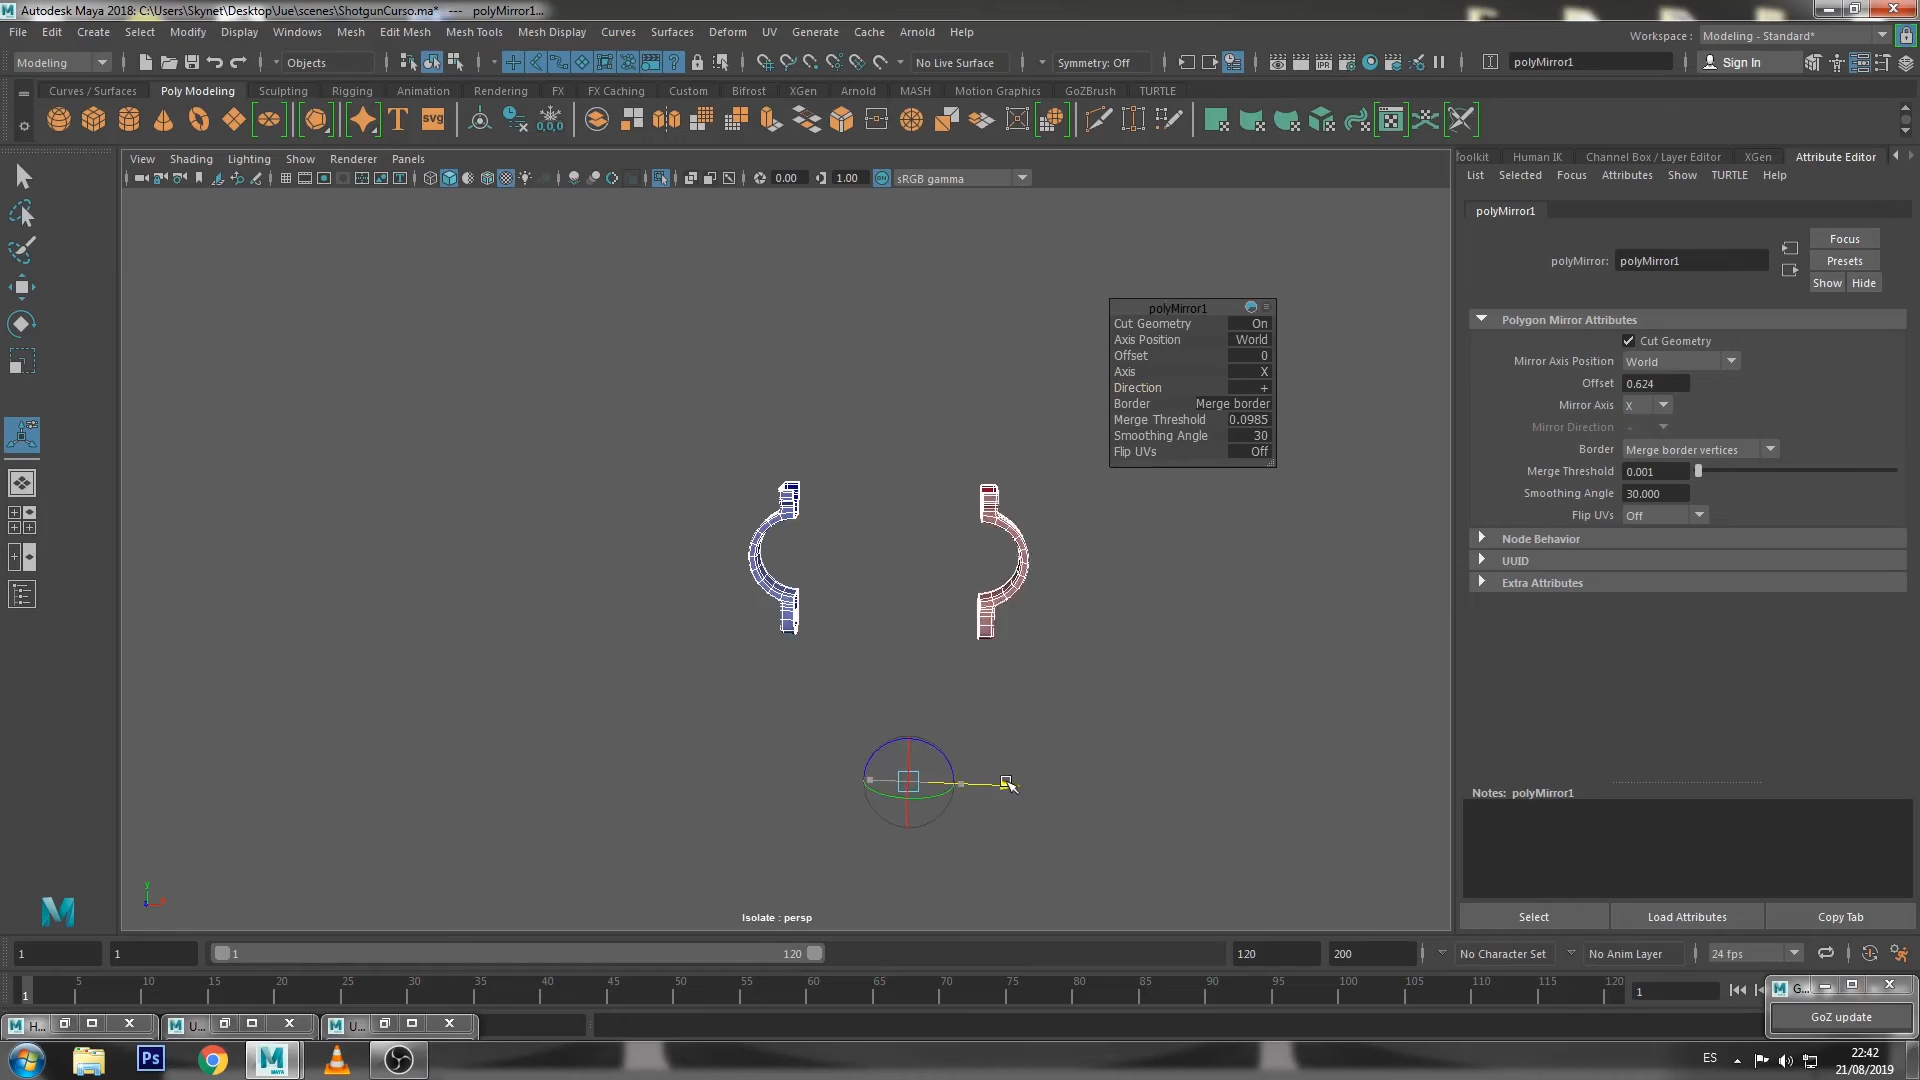 Autodesk Maya 2018: C:\Users\Skynet\Desktop\Jue\scenes\ShotgunCurso.ma* --- polyMirror1...
File Edit Create Select Modify Display Windows Mesh Edit Mesh Mesh Tools Mesh Display Curves Surfaces Deform UV Generate Cache Arnold Help
Workspace : Modeling - Standard*
Modeling Objects No Live Surface Symmetry: Off polyMirror1 Sign In
Curves / Surfaces Poly Modeling Sculpting Rigging Animation Rendering FX FX Caching Custom Bifrost XGen Arnold MASH Motion Graphics GoZBrush TURTLE
T SVG 0,0,0
View Shading Lighting Show Renderer Panels
0.00 1.00 ON sRGB gamma
oolkit Human IK Channel Box / Layer Editor XGen Attribute Editor
List Selected Focus Attributes Show TURTLE Help
polyMirror1
polyMirror: polyMirror1
Focus
Presets
Show Hide
Polygon Mirror Attributes
Cut Geometry
Mirror Axis Position World
Offset 0.624
Mirror Axis X
Mirror Direction +
Border Merge border vertices
Merge Threshold 0.001
Smoothing Angle 30.000
Flip UVs Off
Node Behavior
UUID
Extra Attributes
polyMirror1
Cut Geometry On
Axis Position World
Offset 0
Axis X
Direction +
Border Merge border
Merge Threshold 0.0985
Smoothing Angle 30
Flip UVs Off
Notes: polyMirror1
Select Load Attributes Copy Tab
y
Isolate : persp
1 1 1 120 120 200 No Character Set No Anim Layer 24 fps
1 5 10 15 20 25 30 35 40 45 50 55 60 65 70 75 80 85 90 95 100 105 110 115 120 1
G...
GoZ update
H... U... U...
Ps MAYA
ES 22:42
21/08/2019